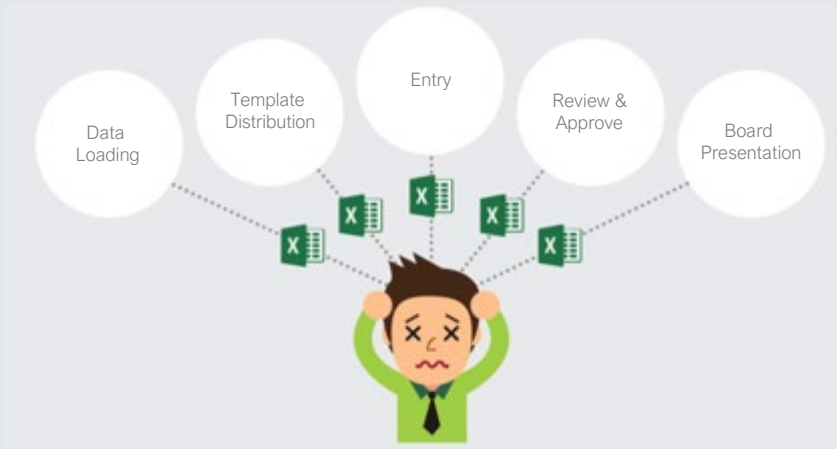 Data
Loading
Template
Distribution
Entry
Review &
Approve
Board
Presentation
X
X
X
X
X